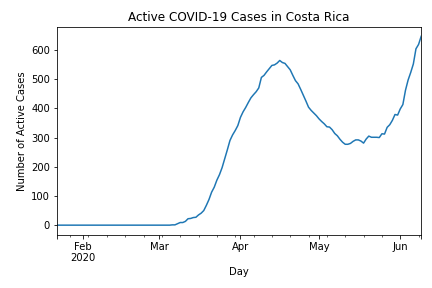 Active COVID-19 Cases in Costa Rica
Number of Active Cases
600
500
400
300
200
100
0
Feb
2020
Mar
Apr
May
Jun
Day